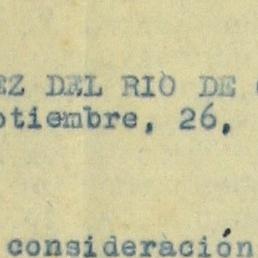 EZ DEL RIO DE
ptiembre, 26,
consideración